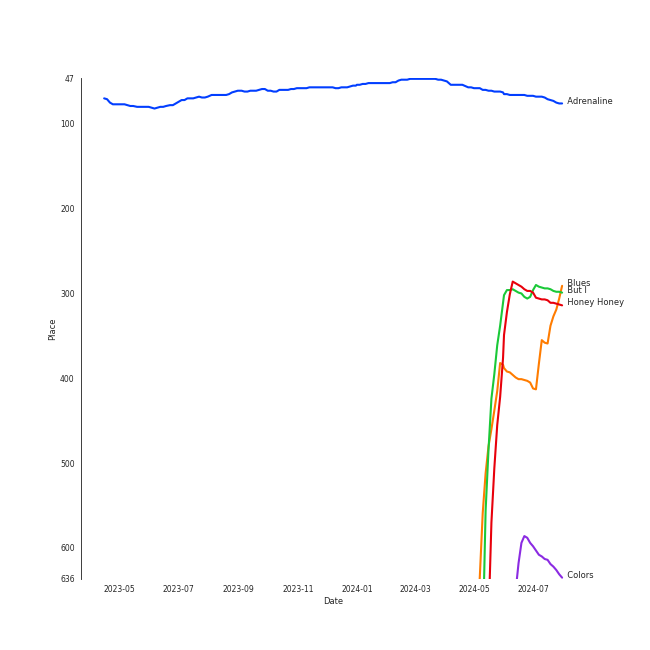 47
100
200
300
400
500
600
636
Place
2023-05
2023-07
2023-09
2023-11
2024-01
2024-03
2024-05
2024-07
Date
Adrenaline
Blues
But I
Honey Honey
Colors